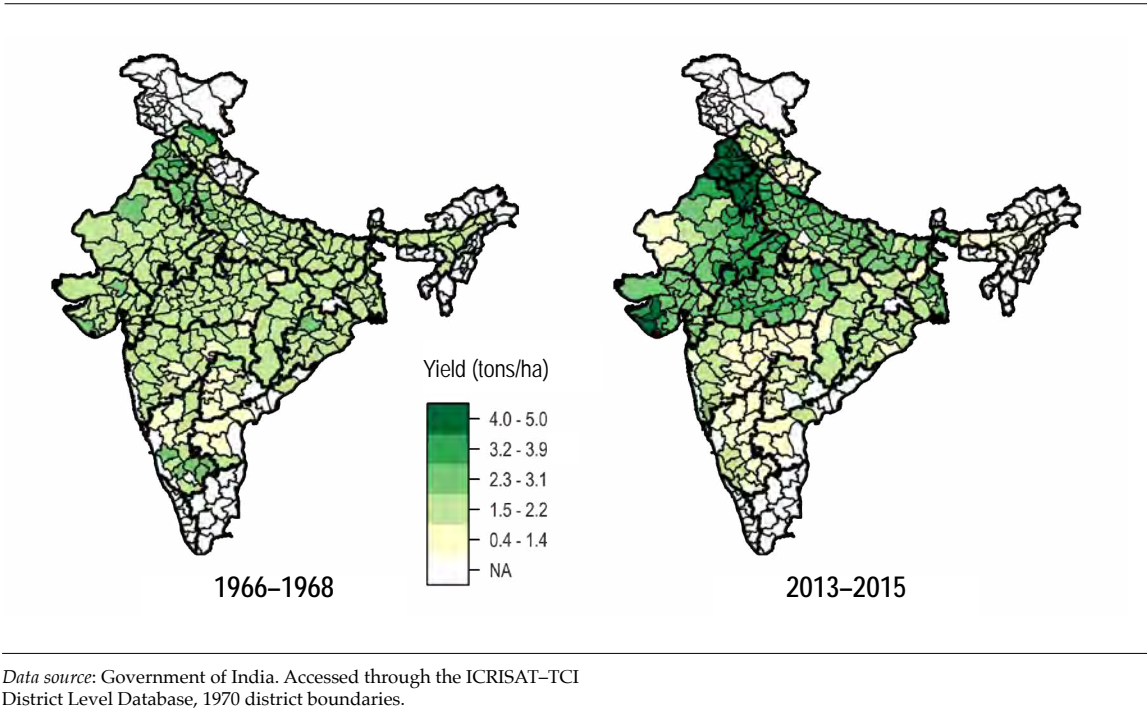 Yield (tons/ha)
4.0 - 5.0
3.2 - 3.9
2.3 - 3.1
1.5 - 2.2
0.4 - 1.4
NA
1966–1968
2013–2015
Data source: Government of India. Accessed through the ICRISAT–TCI
District Level Database, 1970 district boundaries.